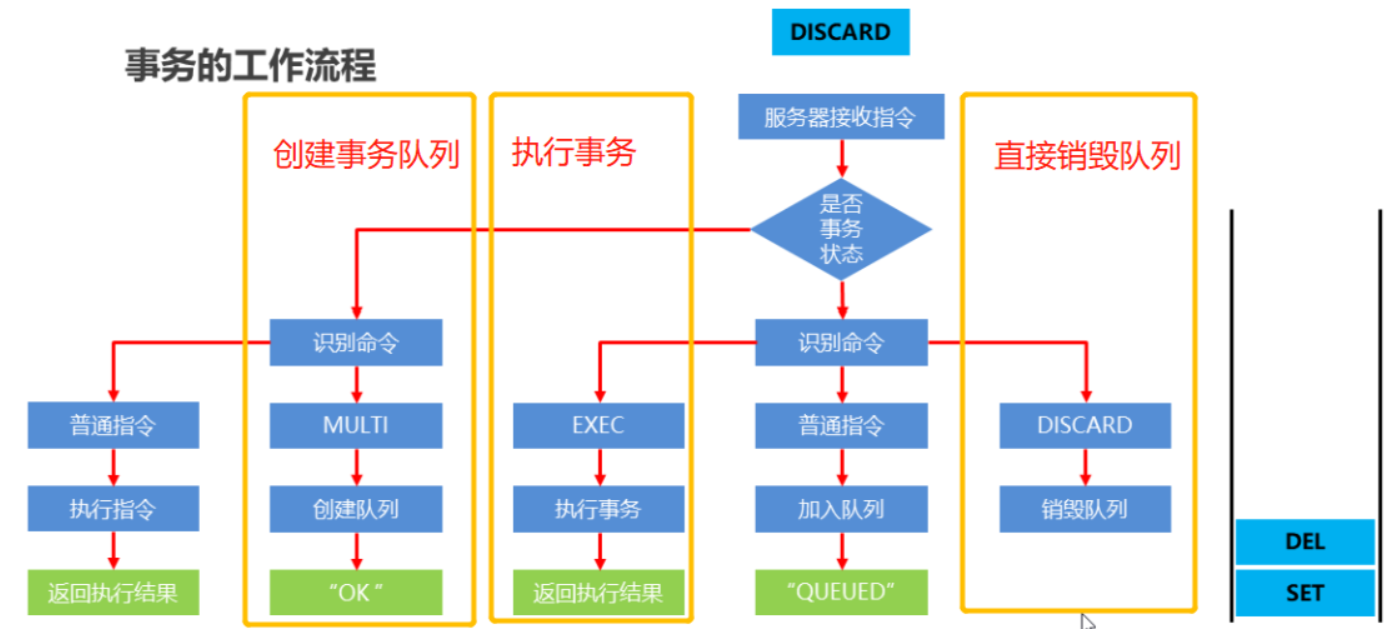 DISCARD
事务的工作流程
服务器接收指令
创建事务队列
执行事务
直接销毁队列
是否
事务
状态
识别命令
识别命令
普通指令
MULTI
EXEC
普通指令
DISCARD
执行指令
创建队列
执行事务
加入队列
销毁队列
DEL
返回执行结果
“OK ”
返回执行结果
“QUEUED”
SET